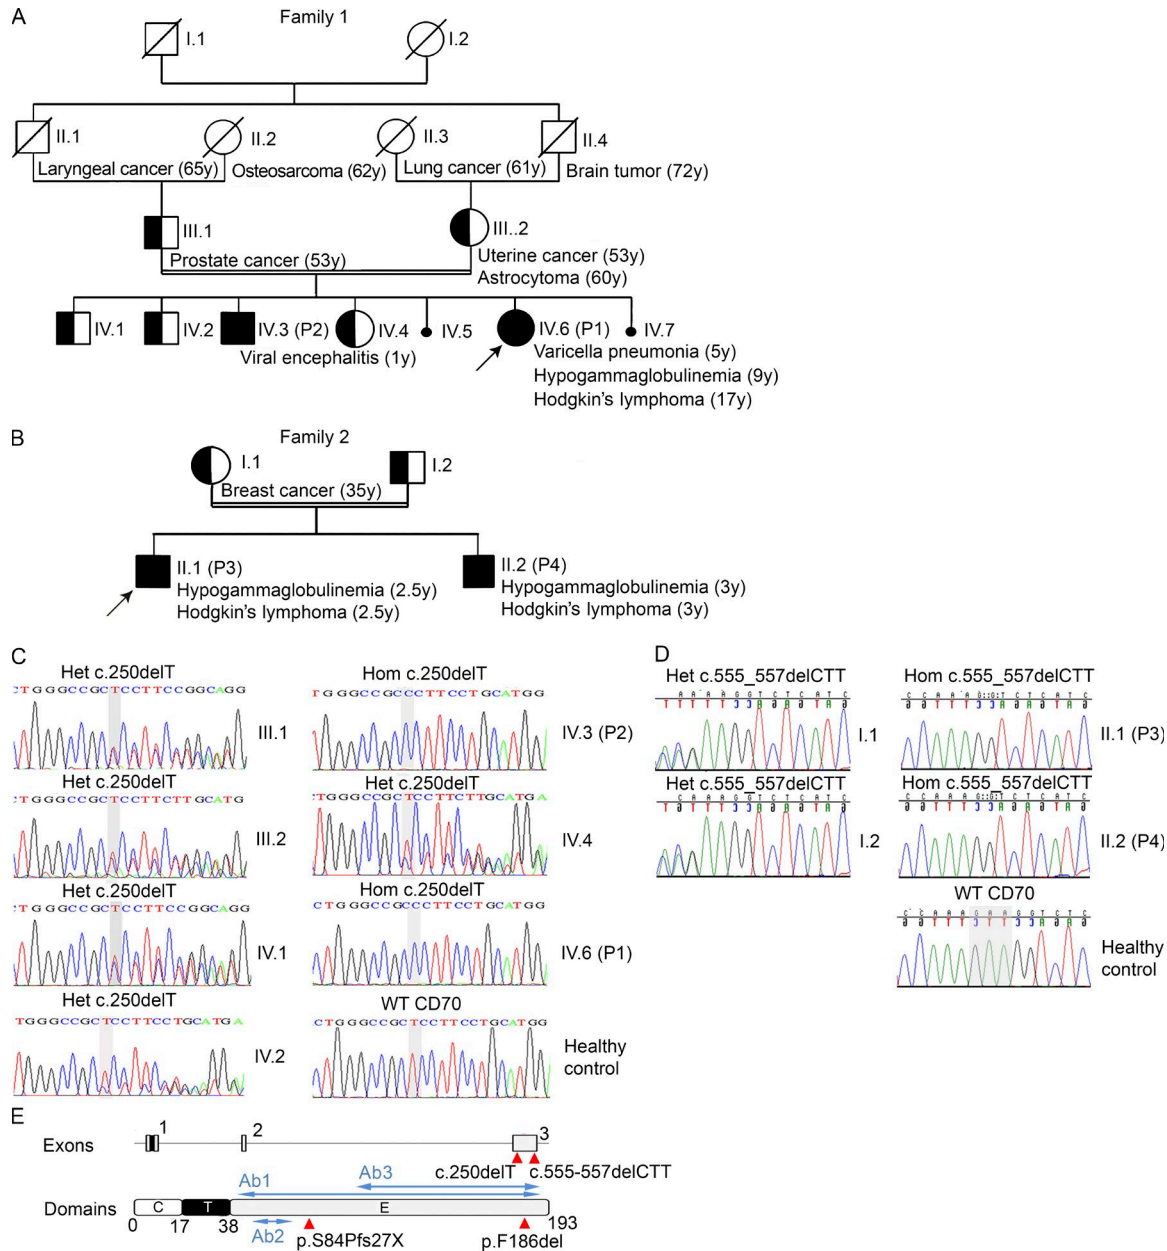 A
Family 1
I.1
I.2
II.1
II.2
II.3
II.4
Laryngeal cancer (65y)
Osteosarcoma (62y)
Lung cancer (61y)
Brain tumor (72y)
III.1
III..2
Prostate cancer (53y)
Uterine cancer (53y)
Astrocytoma (60y)
IV.1
IV.2
IV.3 (P2)
IV.4
IV.5
IV.6 (P1)
IV.7
Viral encephalitis (1y)
Varicella pneumonia (5y)
Hypogammaglobulinemia (9y)
Hodgkin's lymphoma (17y)
B
Family 2
I.1
I.2
Breast cancer (35y)
II.1 (P3)
Hypogammaglobulinemia (2.5y)
Hodgkin's lymphoma (2.5y)
II.2 (P4)
Hypogammaglobulinemia (3y)
Hodgkin's lymphoma (3y)
C
Het c.250delT
CTGGGCCGCTCCTTCCGGCAGG
III.1
Hom c.250delT
TGGGCCGCCCTTCCTGCATGG
IV.3 (P2)
Het c.250delT
CTGGGCCGCTCCTTCTTGCATG
III.2
Het c.250delT
CTGGGCCGCTCCTTCTTGCATGA
IV.4
Het c.250delT
CTGGGCCGCTCCTTCCGGCAGG
IV.1
Hom c.250delT
CTGGGCCGCCCTTCCTGCATGG
IV.6 (P1)
Het c.250delT
TGGGCCGCTCCTTCCTGCATGA
IV.2
WT CD70
CTGGGCCGCTCCTTCCTGCATGG
Healthy
control
D
Het c.555_557delCTT
I.1
Hom c.555_557delCTT
II.1 (P3)
Het c.555_557delCTT
I.2
Hom c.555_557delCTT
II.2 (P4)
WT CD70
Healthy
control
E
Exons
1
2
3
c.250delT
c.555-557delCTT
Ab1
Ab3
Domains
C
T
E
0
17
38
193
Ab2
p.S84Pfs27X
p.F186del